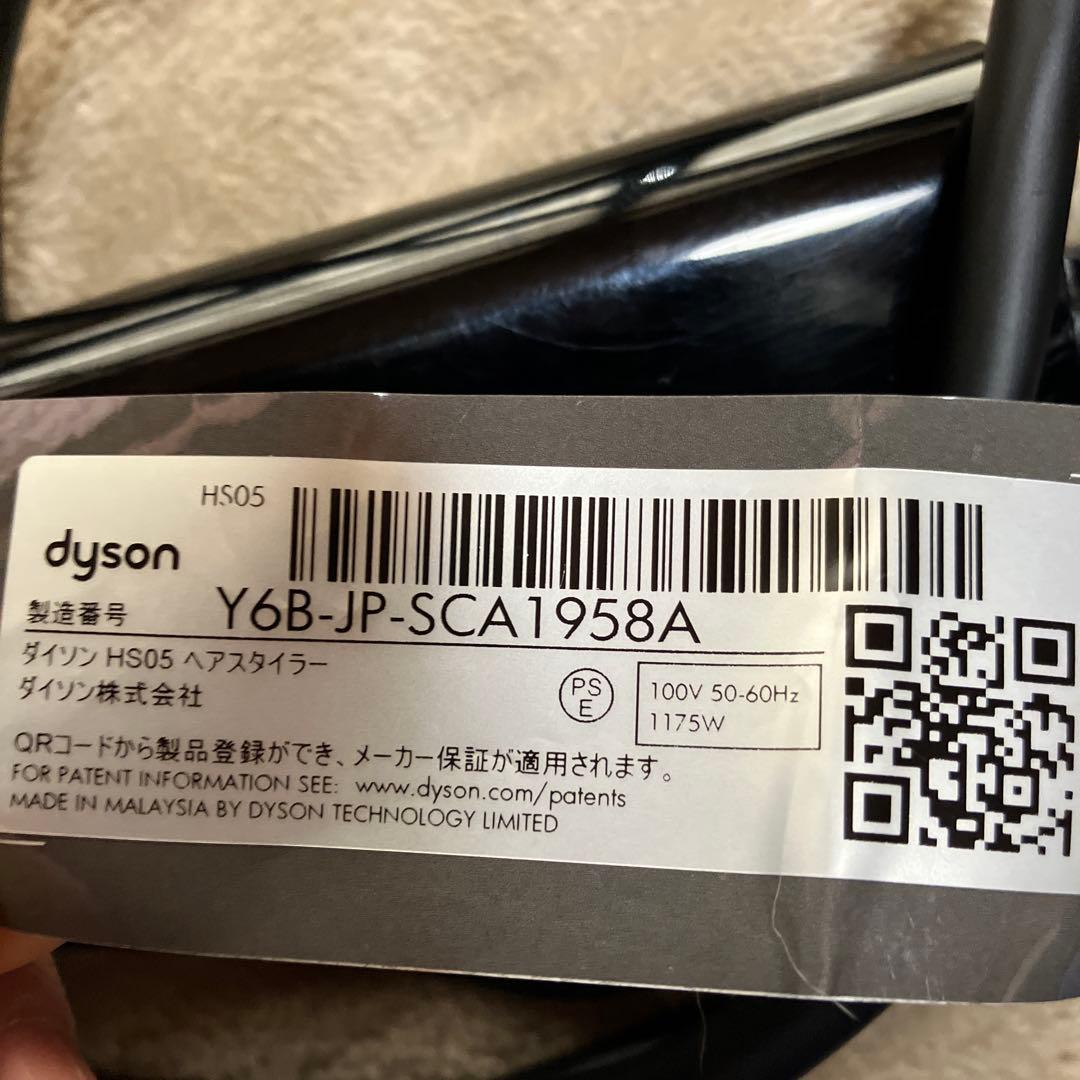 HS05
dyson
製造番号 Y6B-JP-SCA1958A
ダイソン HS05 ヘアスタイラー
ダイソン株式会社
PS
E
100V 50-60Hz
1175W
QRコードから製品登録ができ、メーカー保証が適用されます。
FOR PATENT INFORMATION SEE: www.dyson.com/patents
MADE IN MALAYSIA BY DYSON TECHNOLOGY LIMITED